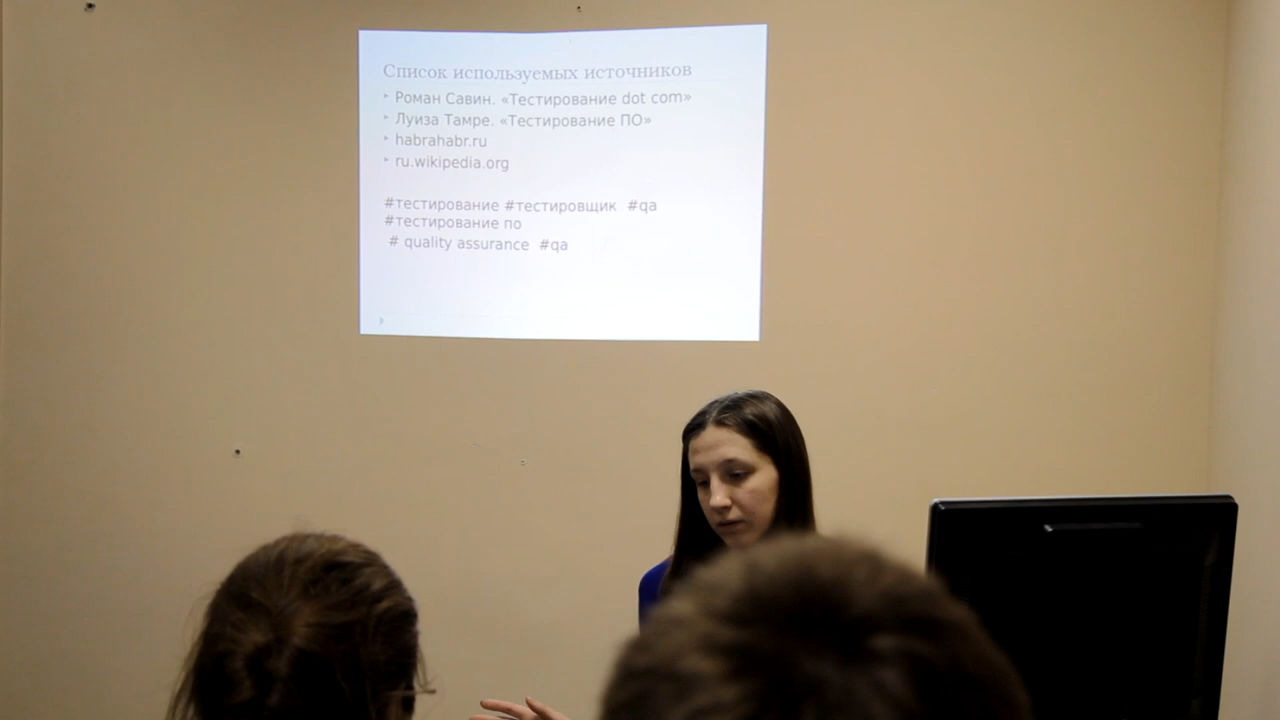 Список используемых источников
Роман Савин. «Тестирование dot com»
Луиза Тамре. «Тестирование ПО»
habrahabr.ru
ru.wikipedia.org
#тестирование #тестировщик #qa
#тестирование по
# quality assurance #qa